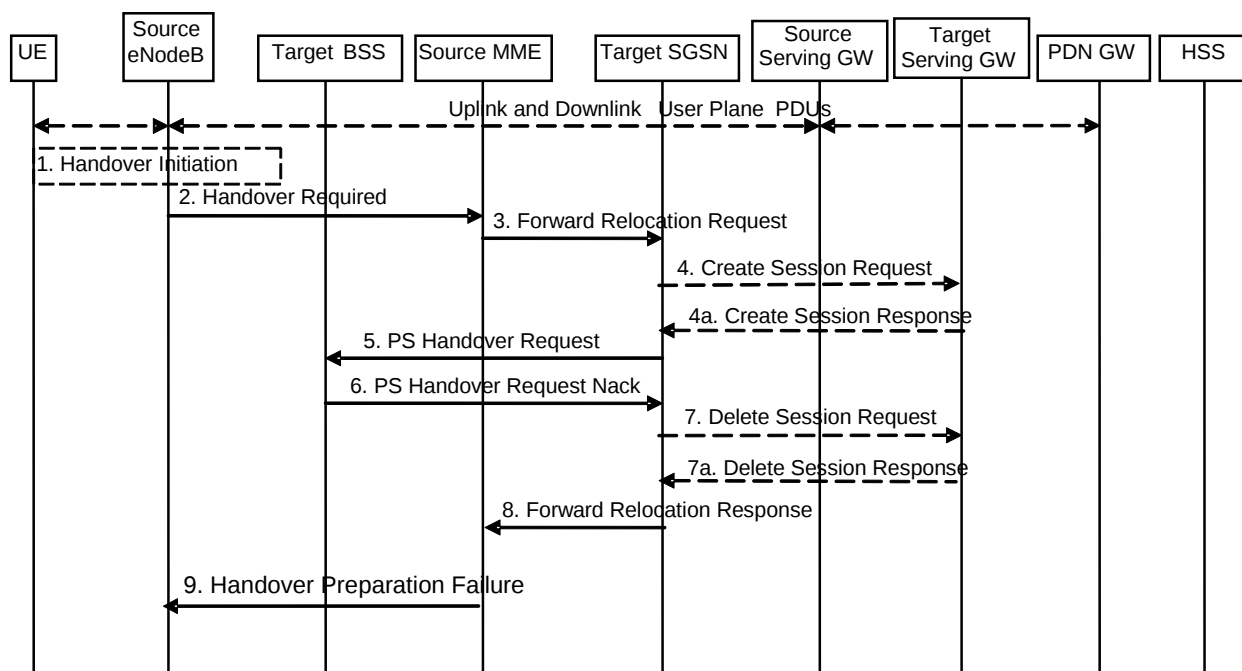 UE
Source
eNodeB
Target BSS
Source MME
Target SGSN
Source
Serving GW
Target
Serving GW
PDN GW
HSS
Uplink and Downlink User Plane PDUs
1. Handover Initiation
2. Handover Required
3. Forward Relocation Request
4. Create Session Request
4a. Create Session Response
5. PS Handover Request
6. PS Handover Request Nack
7. Delete Session Request
7a. Delete Session Response
8. Forward Relocation Response
9. Handover Preparation Failure